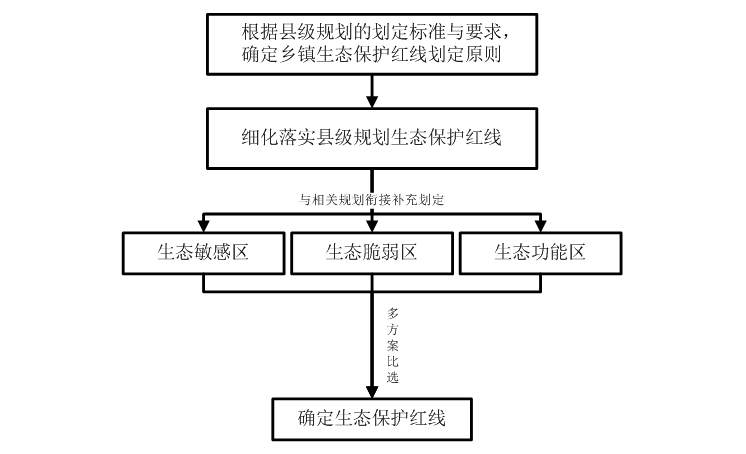 根据县级规划的划定标准与要求，
确定乡镇生态保护红线划定原则
细化落实县级规划生态保护红线
与相关规划衔接补充划定
生态敏感区
生态脆弱区
生态功能区
多方案比选
确定生态保护红线